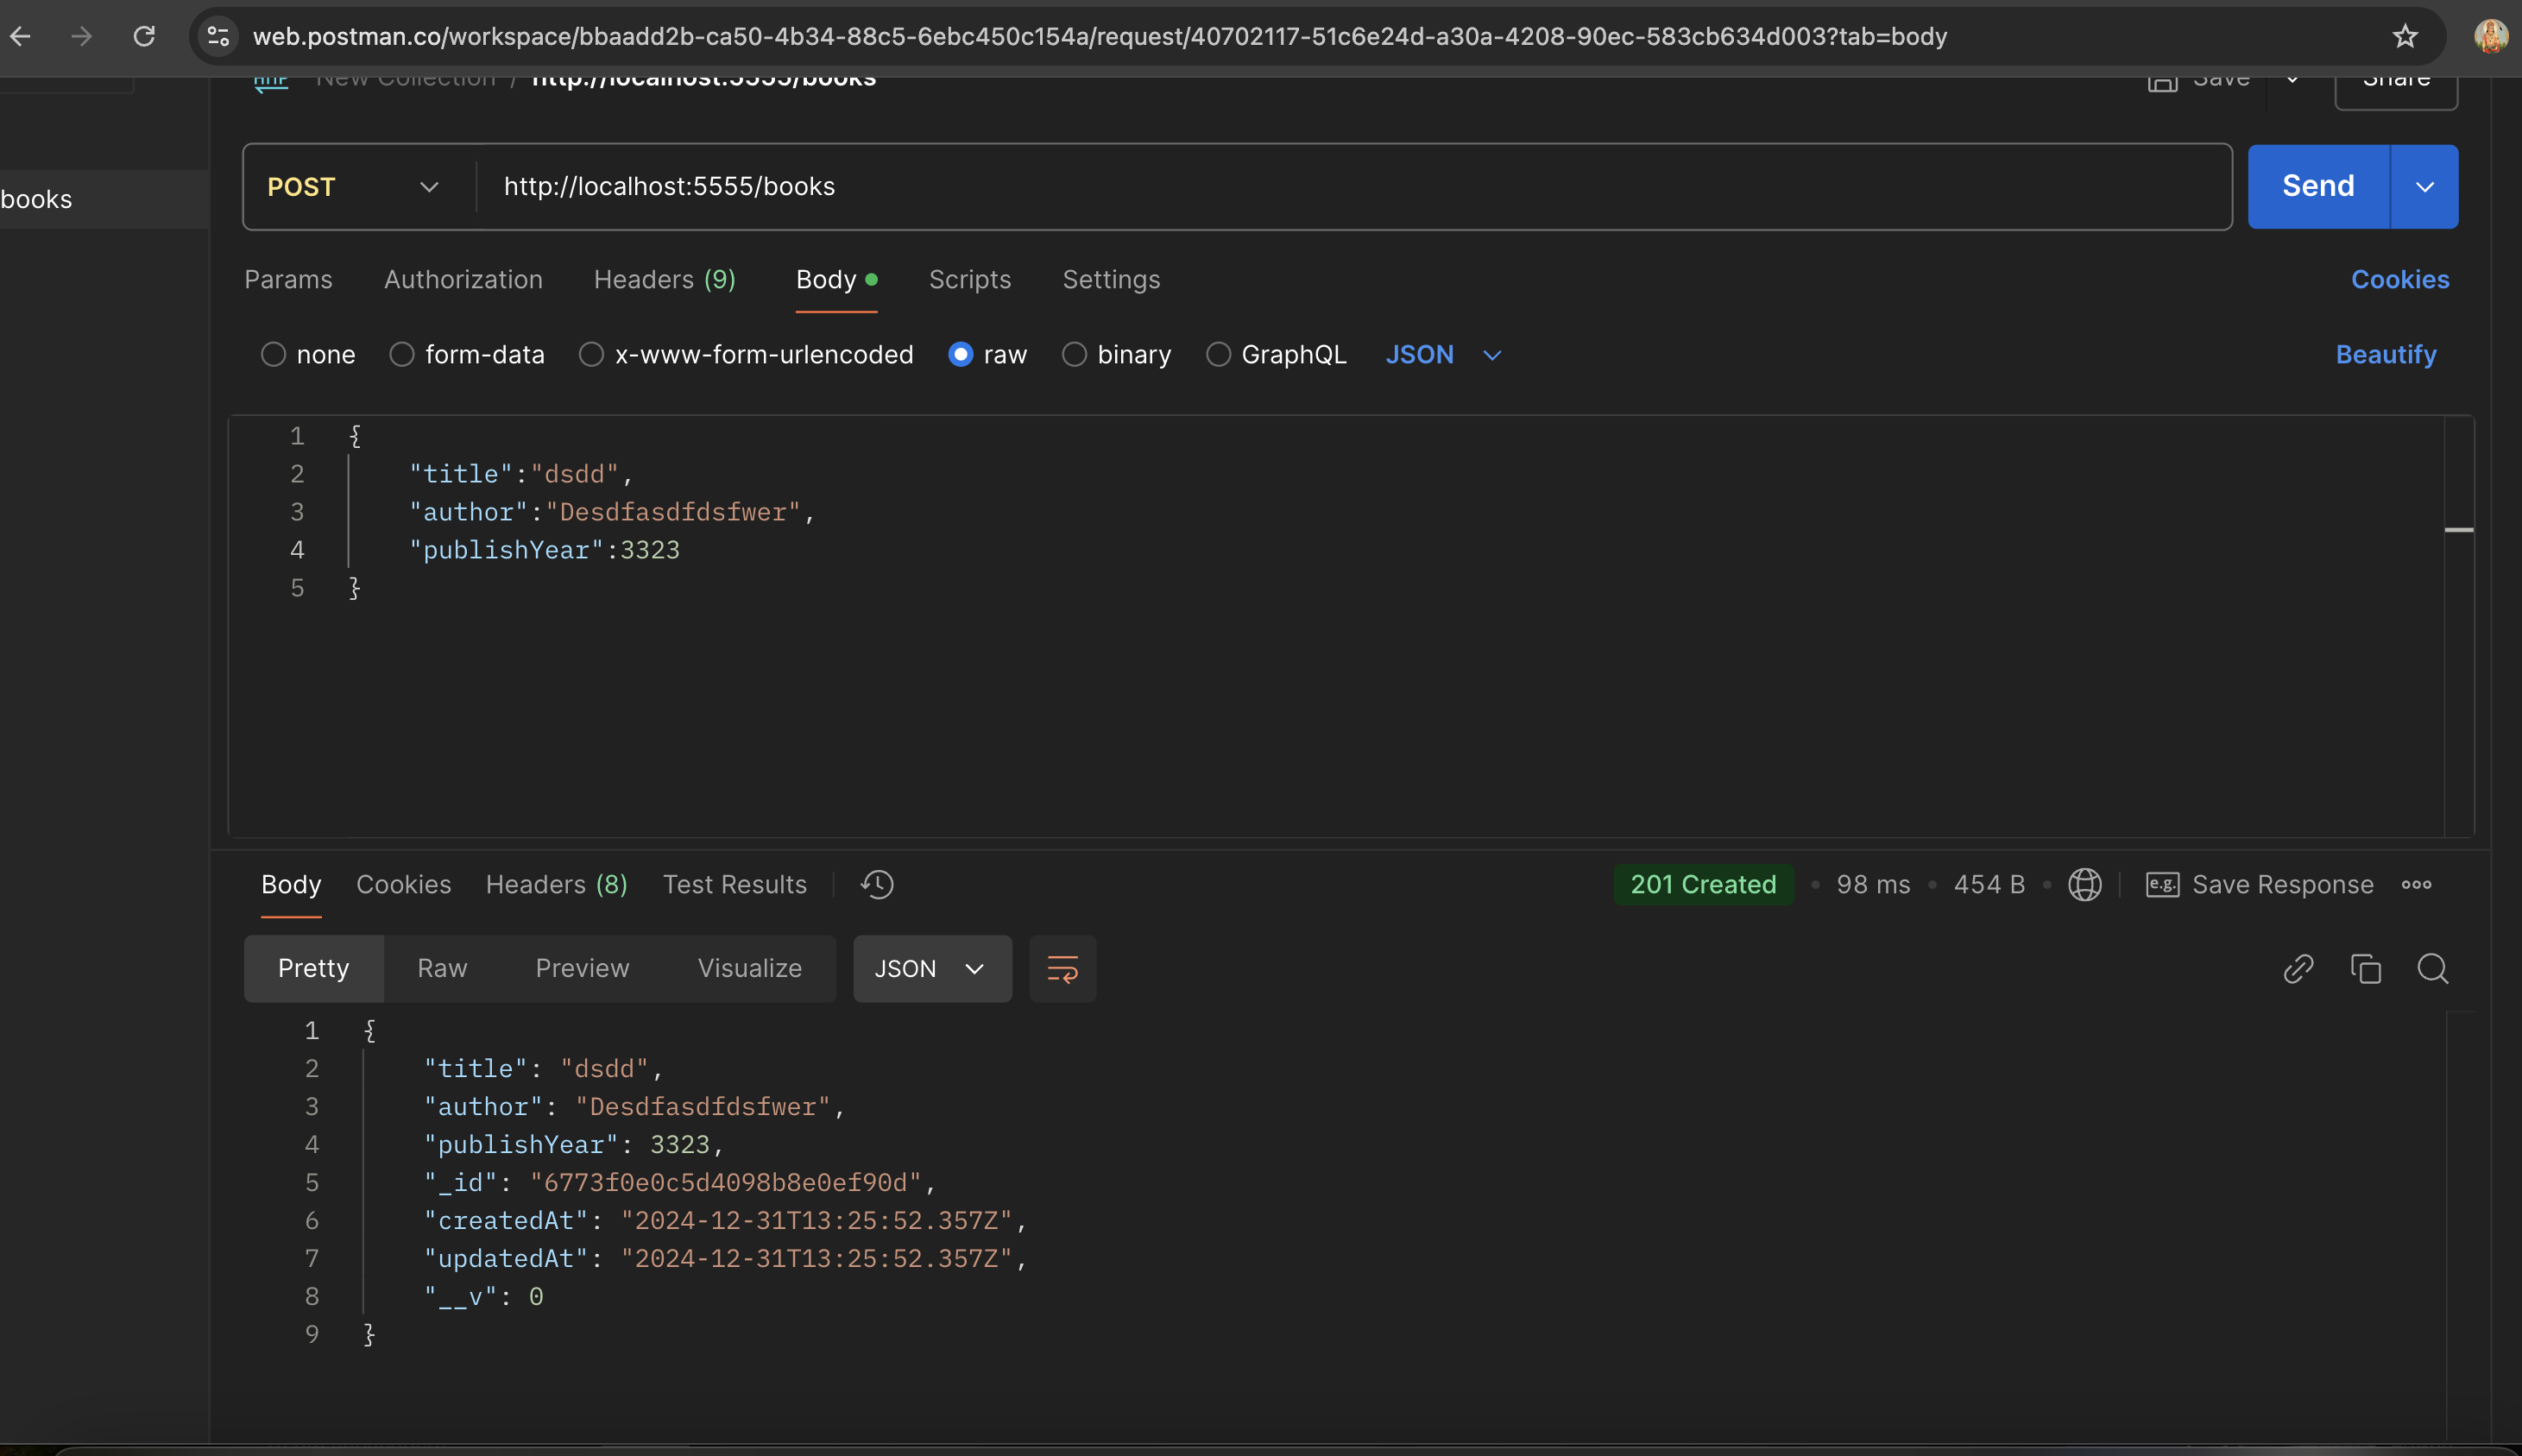 web.postman.co/workspace/bbaadd2b-ca50-4b34-88c5-6ebc450c154a/request/40702117-51c6e24d-a30a-4208-90ec-583cb634d003?tab=body
HTTP New Collection / http://localhost:5555/books Save Share
books
POST http://localhost:5555/books Send
Params Authorization Headers (9) Body Scripts Settings Cookies
none form-data x-www-form-urlencoded raw binary GraphQL JSON Beautify
1 {
2 "title":"dsdd",
3 "author":"Desdfasdfdsfwer",
4 "publishYear":3323
5 }
Body Cookies Headers (8) Test Results 201 Created • 98 ms • 454 B • e.g. Save Response
Pretty Raw Preview Visualize JSON
1 {
2 "title": "dsdd",
3 "author": "Desdfasdfdsfwer",
4 "publishYear": 3323,
5 "_id": "6773f0e0c5d4098b8e0ef90d",
6 "createdAt": "2024-12-31T13:25:52.357Z",
7 "updatedAt": "2024-12-31T13:25:52.357Z",
8 "__v": 0
9 }